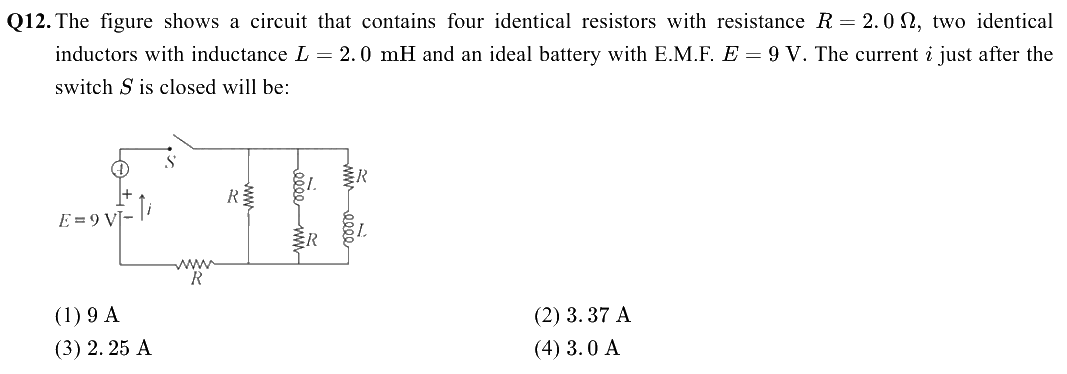 Q12. The figure shows a circuit that contains four identical resistors with resistance R = 2.0 Ω, two identical
inductors with inductance L = 2.0 mH and an ideal battery with E.M.F. E = 9 V. The current i just after the
switch S is closed will be:
S
R
L
R
+
i
E = 9 V
−
R
L
R
(1) 9 A
(2) 3.37 A
(3) 2.25 A
(4) 3.0 A